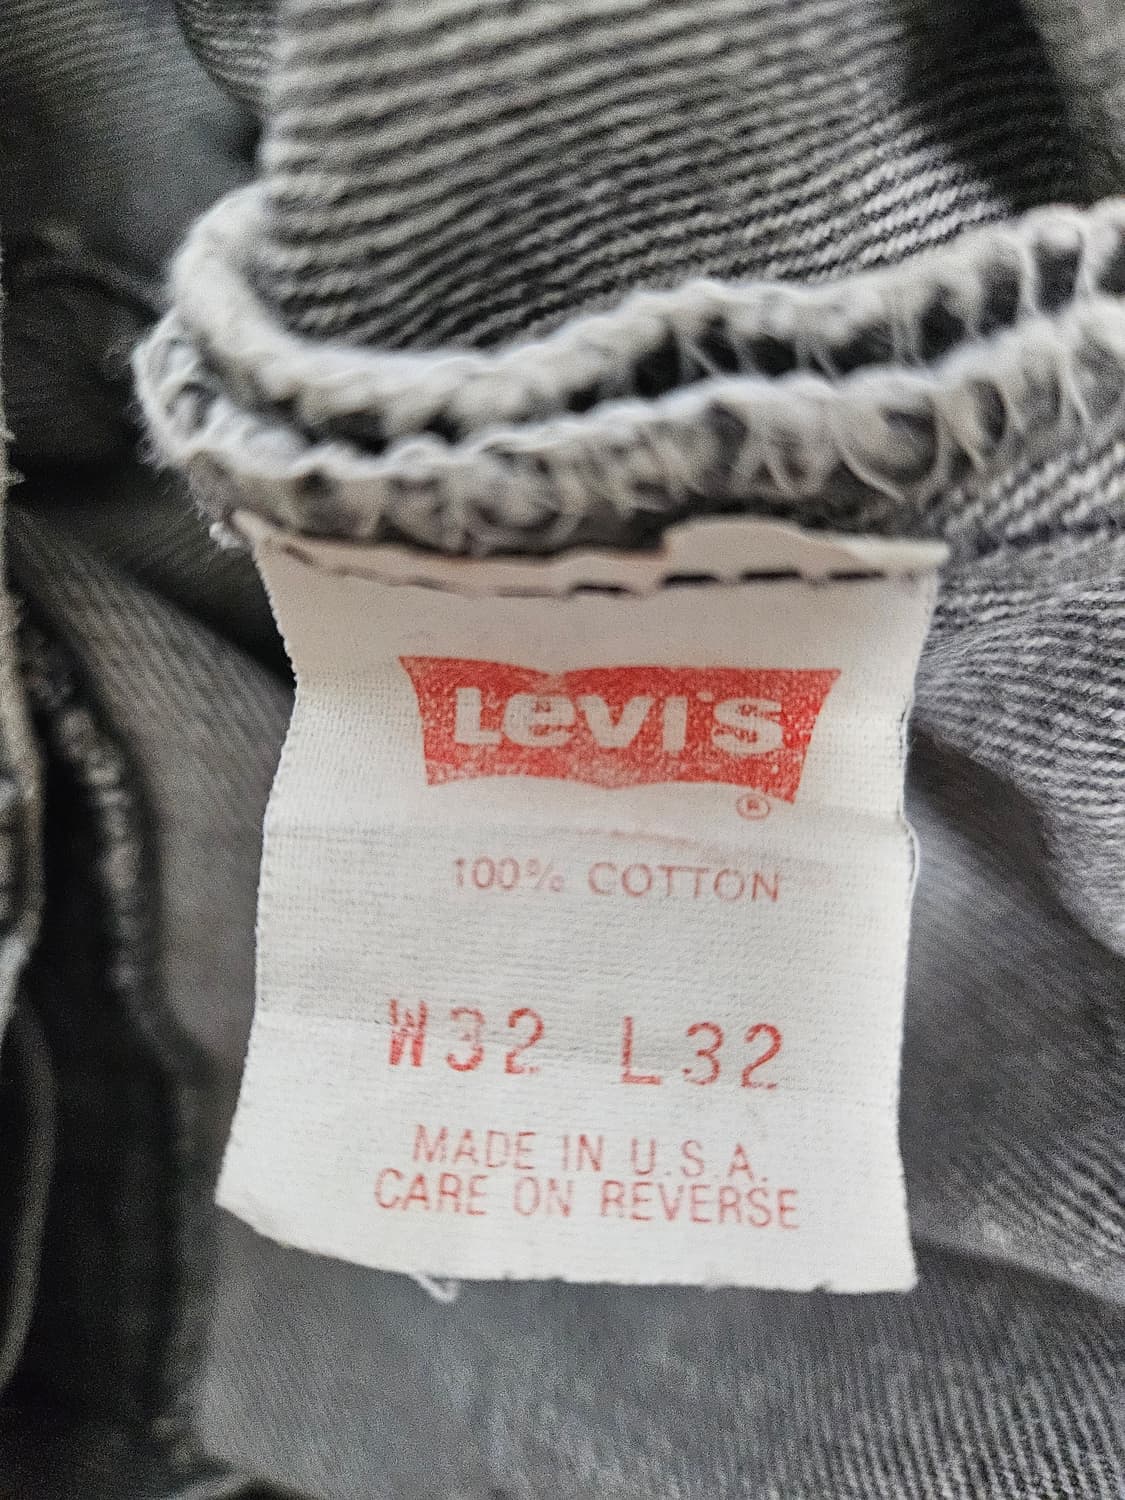 Levi's
®
100% COTTON
W32 L32
MADE IN U.S.A.
CARE ON REVERSE